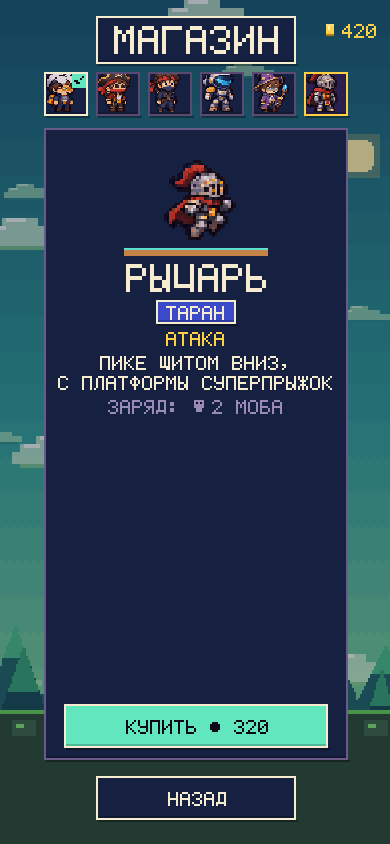 МАГАЗИН
420
РЫЦАРЬ
ТАРАН
АТАКА
ПИКЕ ЩИТОМ ВНИЗ,
С ПЛАТФОРМЫ СУПЕРПРЫЖОК
ЗАРЯД: 2 МОБА
КУПИТЬ ● 320
НАЗАД